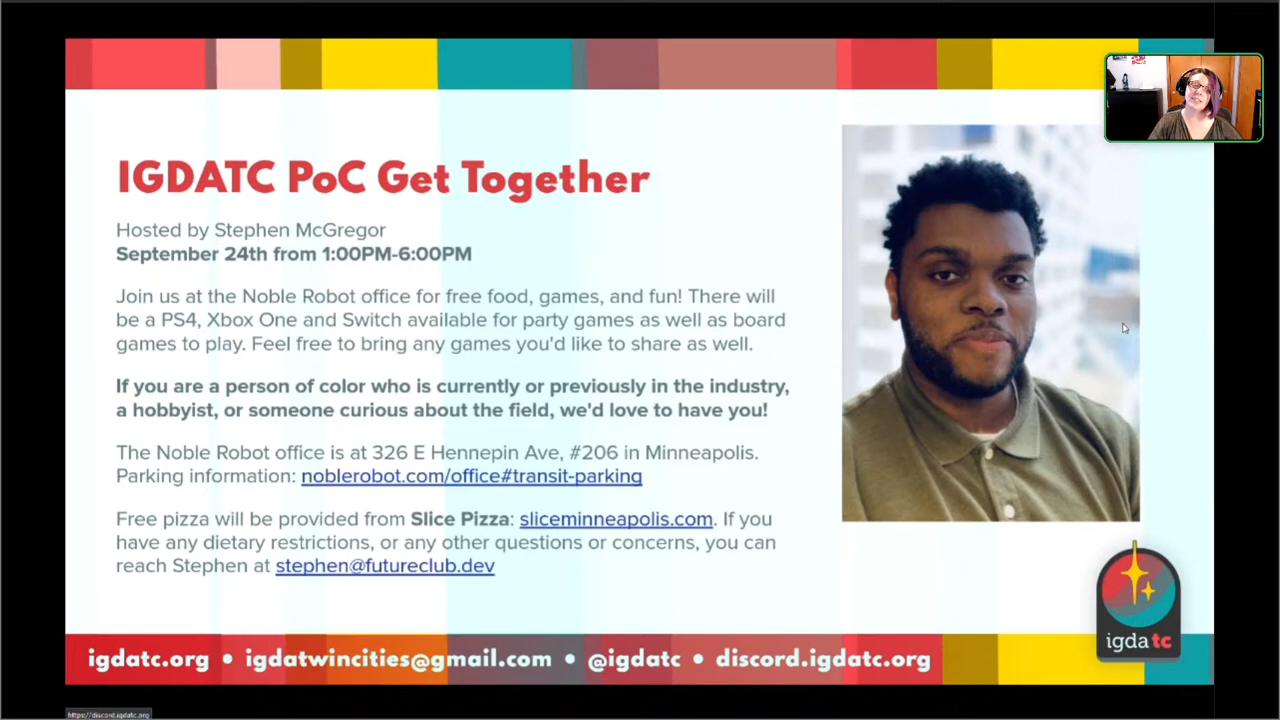 IGDATC PoC Get Together
Hosted by Stephen McGregor
September 24th from 1:00PM-6:00PM
Join us at the Noble Robot office for free food, games, and fun! There will
be a PS4, Xbox One and Switch available for party games as well as board
games to play. Feel free to bring any games you'd like to share as well.
If you are a person of color who is currently or previously in the industry,
a hobbyist, or someone curious about the field, we'd love to have you!
The Noble Robot office is at 326 E Hennepin Ave, #206 in Minneapolis.
Parking information: noblerobot.com/office#transit-parking
Free pizza will be provided from Slice Pizza: sliceminneapolis.com. If you
have any dietary restrictions, or any other questions or concerns, you can
reach Stephen at stephen@futureclub.dev
igda tc
igdatc.org • igdatwincities@gmail.com • @igdatc • discord.igdatc.org
https://discord.igdatc.org